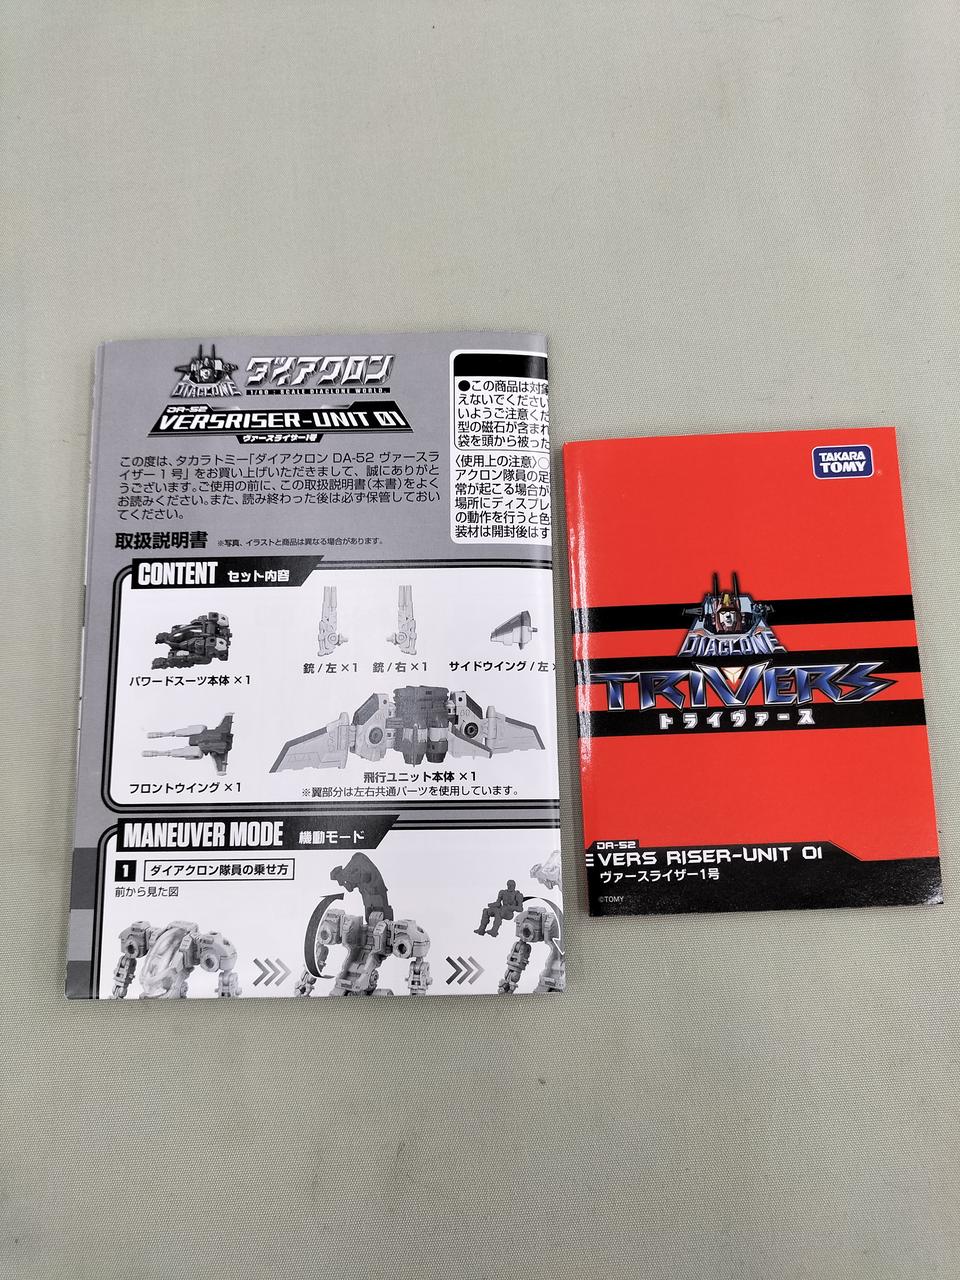 DIACLONE
ダイアクロン
1/60 : SCALE DIACLONE WORLD.
DA-52
VERSRISER-UNIT 01
ヴァースライザー1号
この度は、タカラトミー「ダイアクロン DA-52 ヴァースラ
イザー 1 号」をお買い上げいただきまして、誠にありがと
うございます。ご使用の前に、この取扱説明書(本書)をよく
お読みください。また、読み終わった後は必ず保管しておい
てください。
取扱説明書 ※写真、イラストと商品は異なる場合があります。
●この商品は対象
えないでください
いようご注意くだ
型の磁石が含まれ
袋を頭から被った
〈使用上の注意〉○
アクロン隊員の足
常が起こる場合が
場所にディスプレ
の動作を行うと色
装材は開封後はす
CONTENT セット内容
パワードスーツ本体 ×1
銃/左×1
銃/右×1
サイドウイング/左×
フロントウイング ×1
飛行ユニット本体 ×1
※翼部分は左右共通パーツを使用しています。
MANEUVER MODE 機動モード
1 ダイアクロン隊員の乗せ方
前から見た図
TAKARA
TOMY
DIACLONE
TRIVERS
トライヴァース
DA-52
EVERS RISER-UNIT 01
ヴァースライザー1号
©TOMY